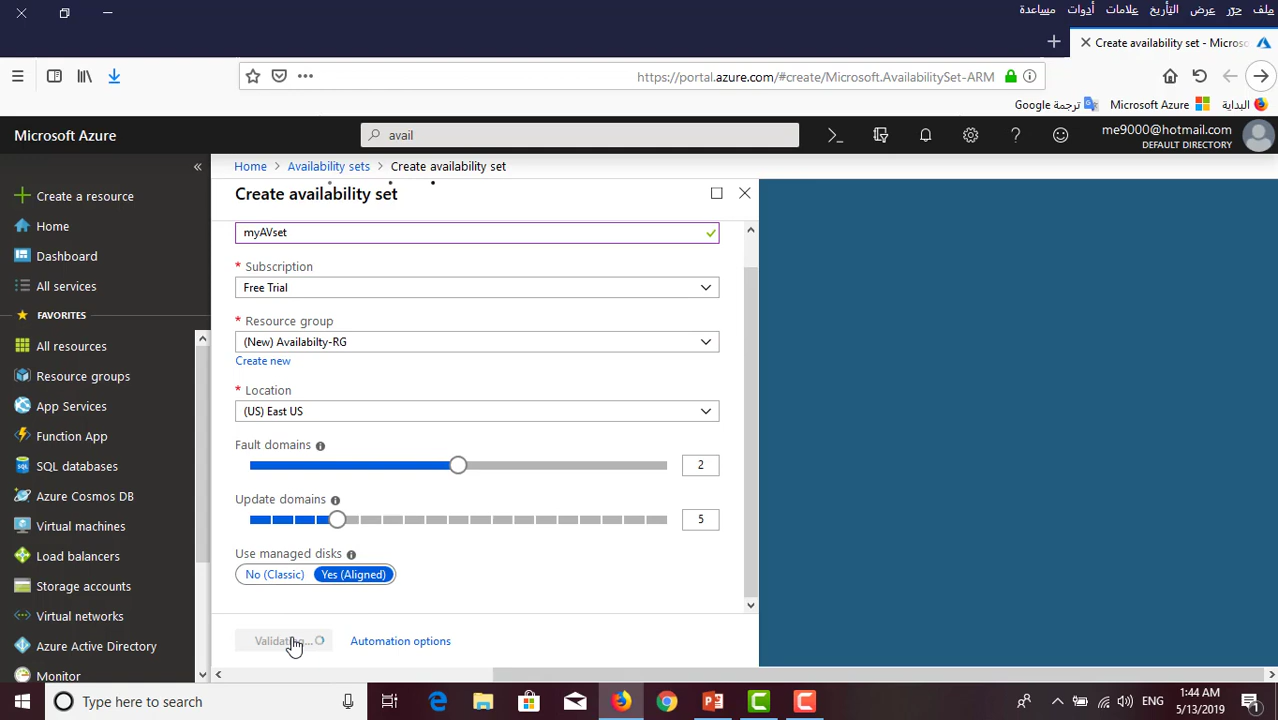 ملف حرّر عرض التأريخ علامات أدوات مساعدة
Create availability set - Microso
https://portal.azure.com/#create/Microsoft.AvailabilitySet-ARM
البداية Microsoft Azure ترجمة Google
Microsoft Azure
avail
me9000@hotmail.com
DEFAULT DIRECTORY
«
Home > Availability sets > Create availability set
Create a resource
Home
Dashboard
All services
FAVORITES
All resources
Resource groups
App Services
Function App
SQL databases
Azure Cosmos DB
Virtual machines
Load balancers
Storage accounts
Virtual networks
Azure Active Directory
Monitor
Create availability set
myAVset
* Subscription
Free Trial
* Resource group
(New) Availabilty-RG
Create new
* Location
(US) East US
Fault domains
2
Update domains
5
Use managed disks
No (Classic) Yes (Aligned)
Validating... Automation options
Type here to search
ENG
1:44 AM
5/13/2019
1